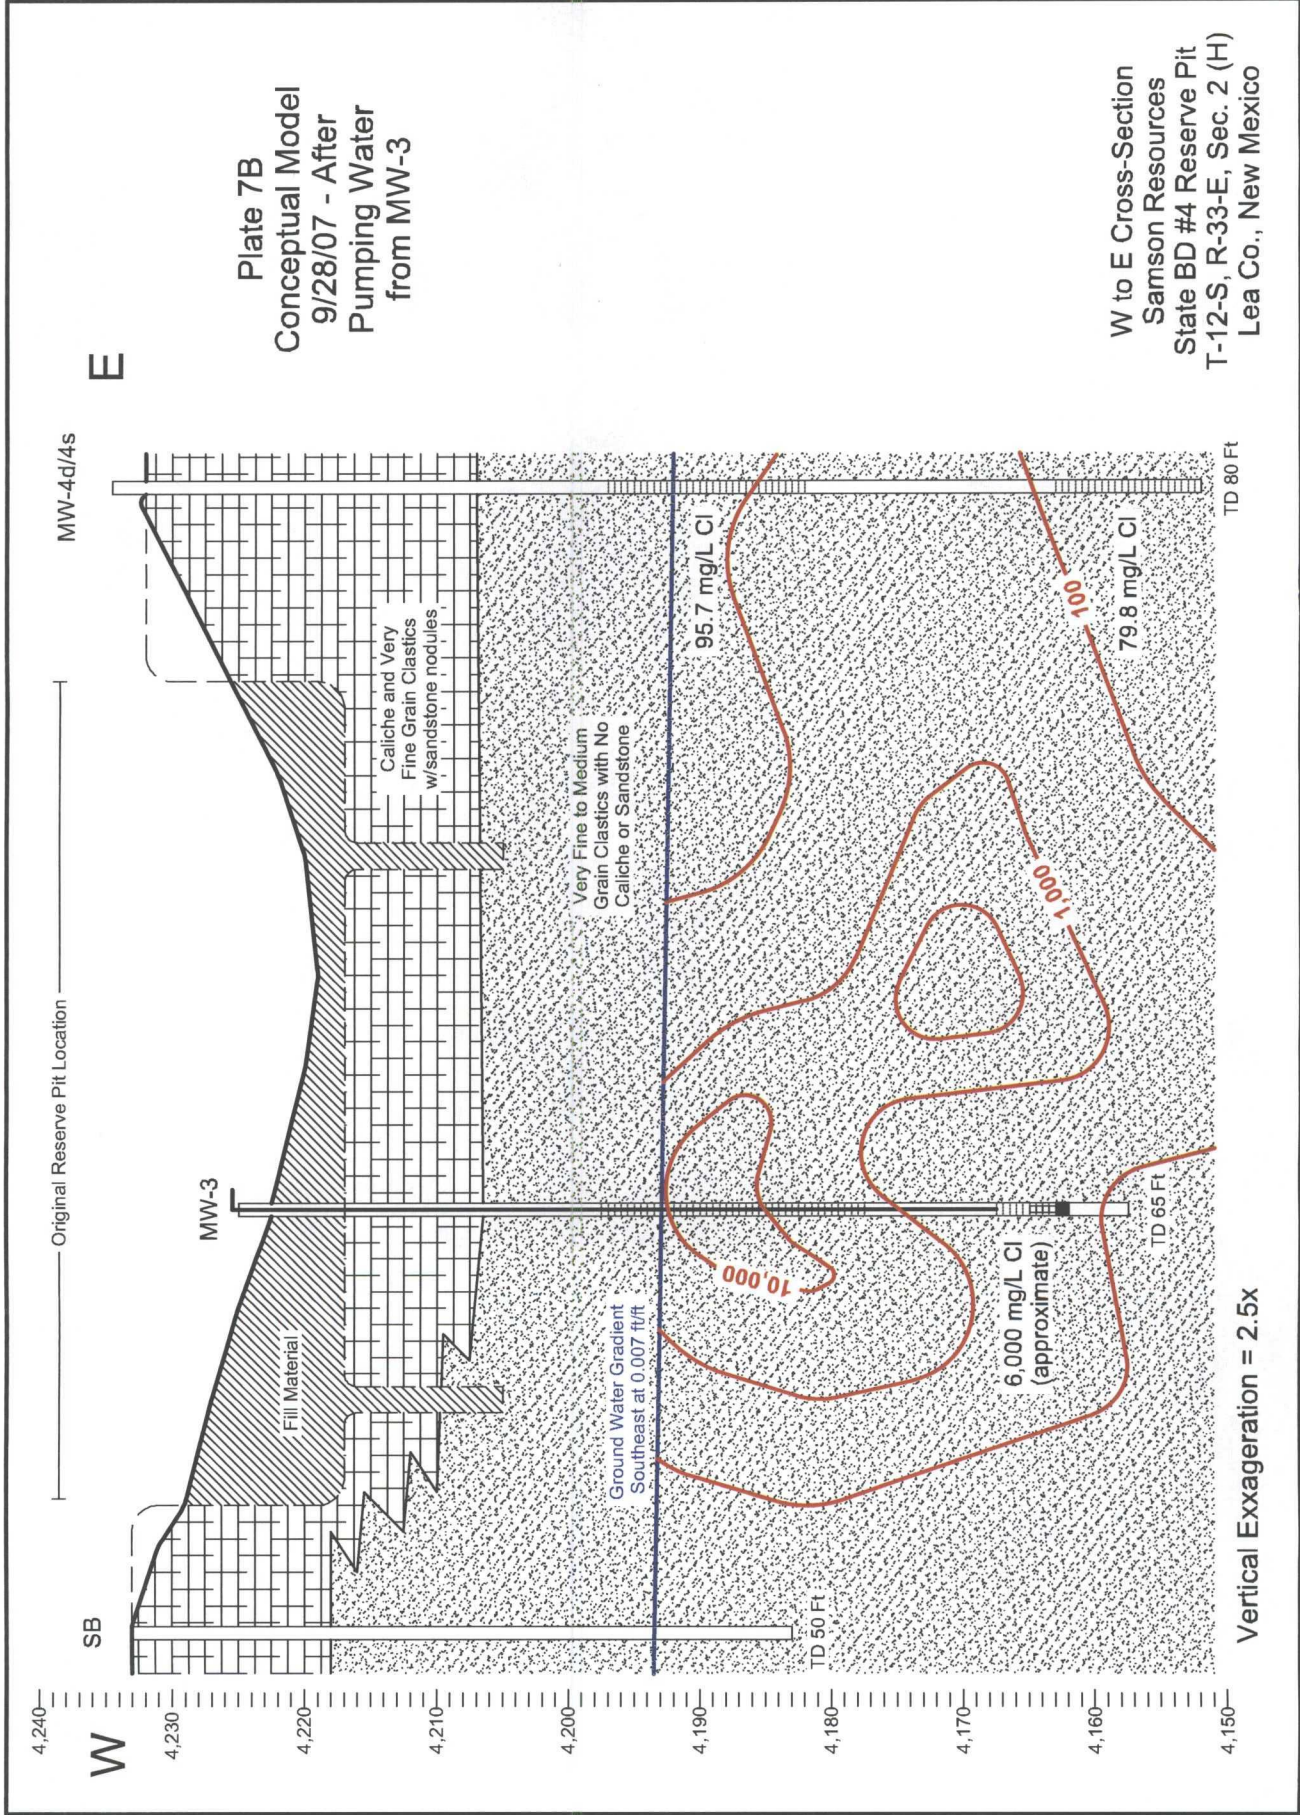 Plate 7B
Conceptual Model
9/28/07 - After
Pumping Water
from MW-3
W
E
SB
MW-3
MW-4d/4s
Original Reserve Pit Location
4,240
4,230
4,220
4,210
4,200
4,190
4,180
4,170
4,160
4,150
Fill Material
Caliche and Very
Fine Grain Clastics
w/sandstone nodules
Very Fine to Medium
Grain Clastics with No
Caliche or Sandstone
Ground Water Gradient
Southeast at 0.007 ft/ft
95.7 mg/L Cl
10,000
1,000
100
79.8 mg/L Cl
6,000 mg/L Cl
(approximate)
TD 50 Ft
TD 65 Ft
TD 80 Ft
Vertical Exxageration = 2.5x
W to E Cross-Section
Samson Resources
State BD #4 Reserve Pit
T-12-S, R-33-E, Sec. 2 (H)
Lea Co., New Mexico